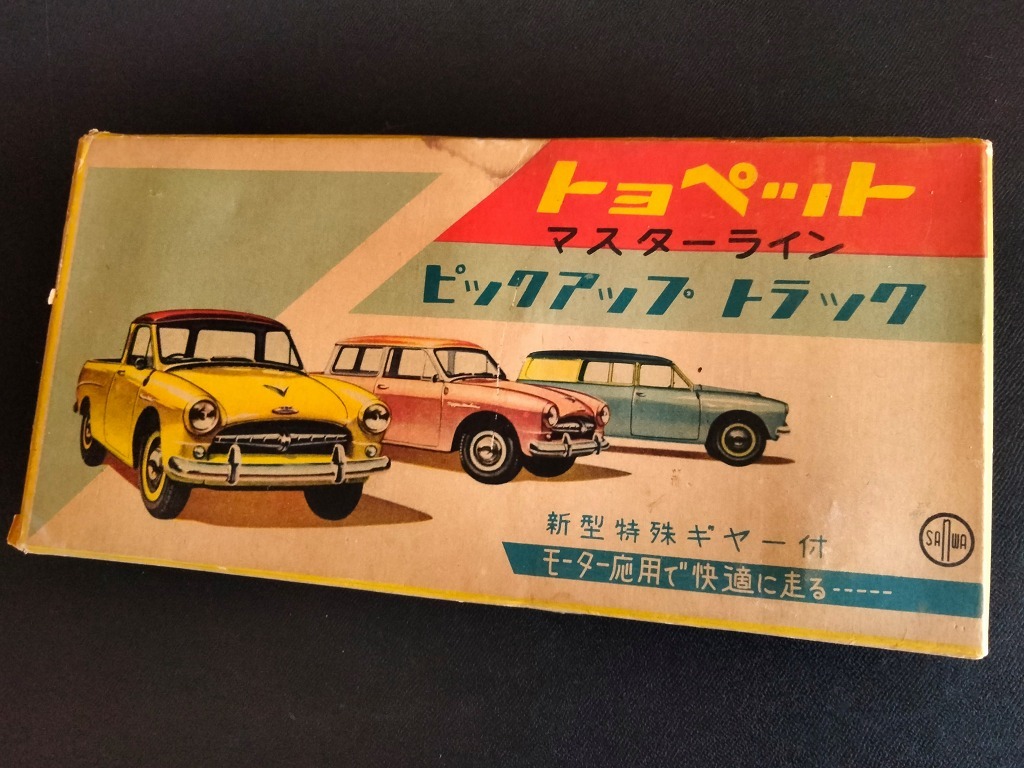 トヨペット
マスターライン
ピックアップ トラック
新型特殊ギヤー付
モーター応用で快適に走る-----
SANWA